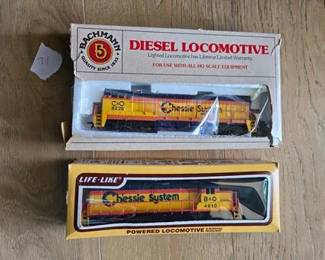 BACHMANN
B
QUALITY SINCE 1833
DIESEL LOCOMOTIVE
Lighted Locomotive has Lifetime Limited Warranty.
FOR USE WITH ALL HO SCALE EQUIPMENT
C&O
Chessie System
LIFE-LIKE
Chessie System
B&O
POWERED LOCOMOTIVE